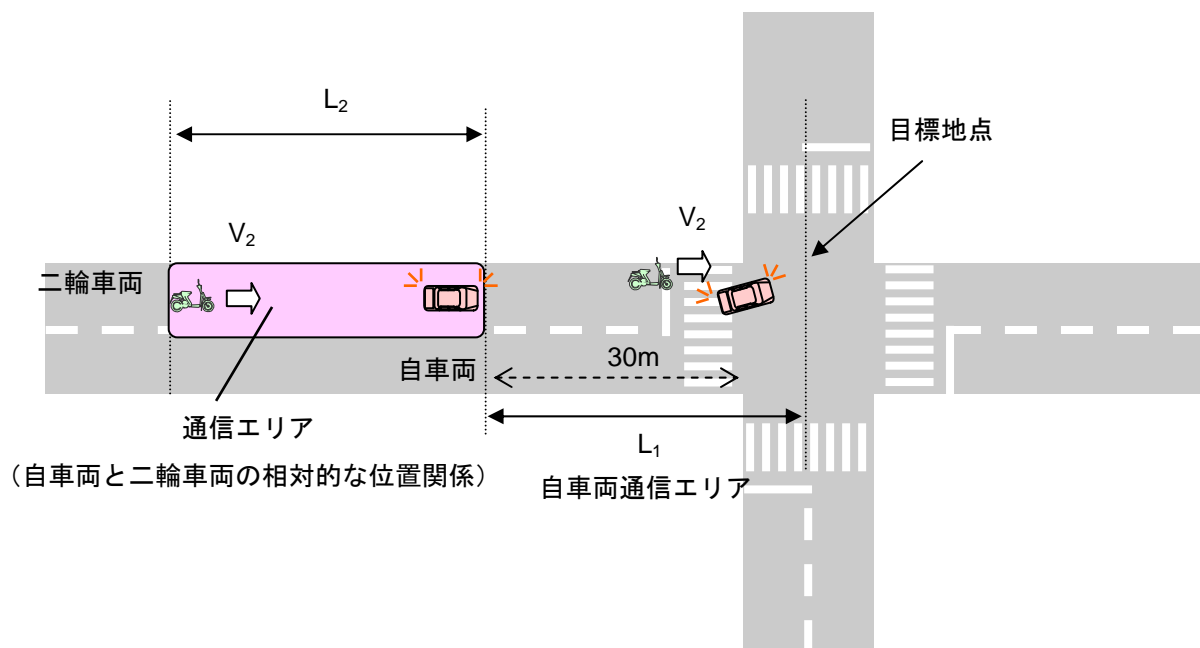 L₂
目標地点
V₂
V₂
二輪車両
自車両
30m
通信エリア
L₁
（自車両と二輪車両の相対的な位置関係）
自車両通信エリア